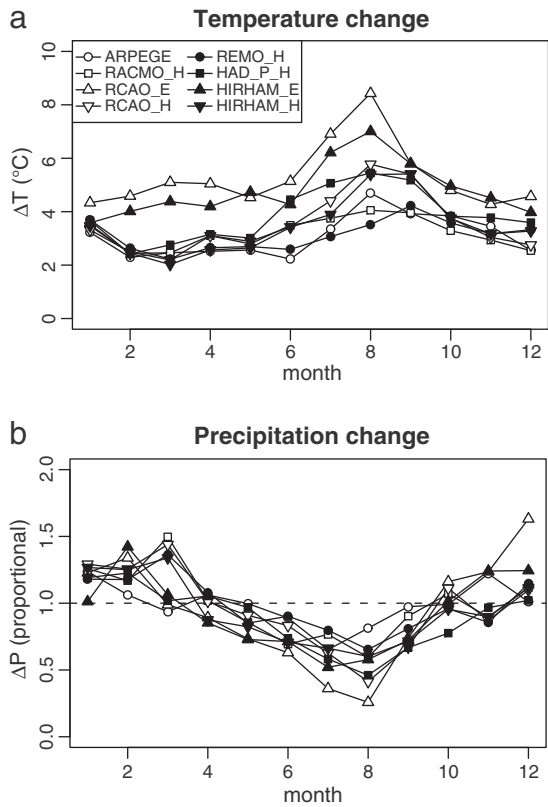 a
Temperature change
ARPEGE
RACMO_H
RCAO_E
RCAO_H
REMO_H
HAD_P_H
HIRHAM_E
HIRHAM_H
ΔT (°C)
10
8
6
4
2
0
2 4 6 8 10 12
month
b
Precipitation change
ΔP (proportional)
2.0
1.5
1.0
0.5
0.0
2 4 6 8 10 12
month